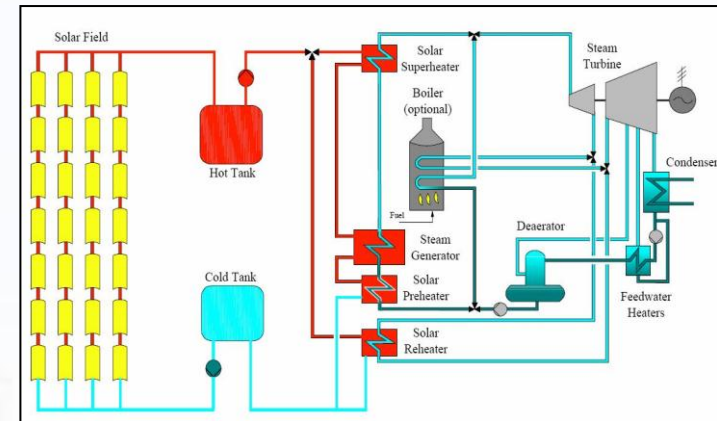 Solar Field
Hot Tank
Cold Tank
Solar
Superheater
Boiler
(optional)
Fuel
Steam
Generator
Solar
Preheater
Solar
Reheater
Steam
Turbine
Condenser
Deaerator
Feedwater
Heaters